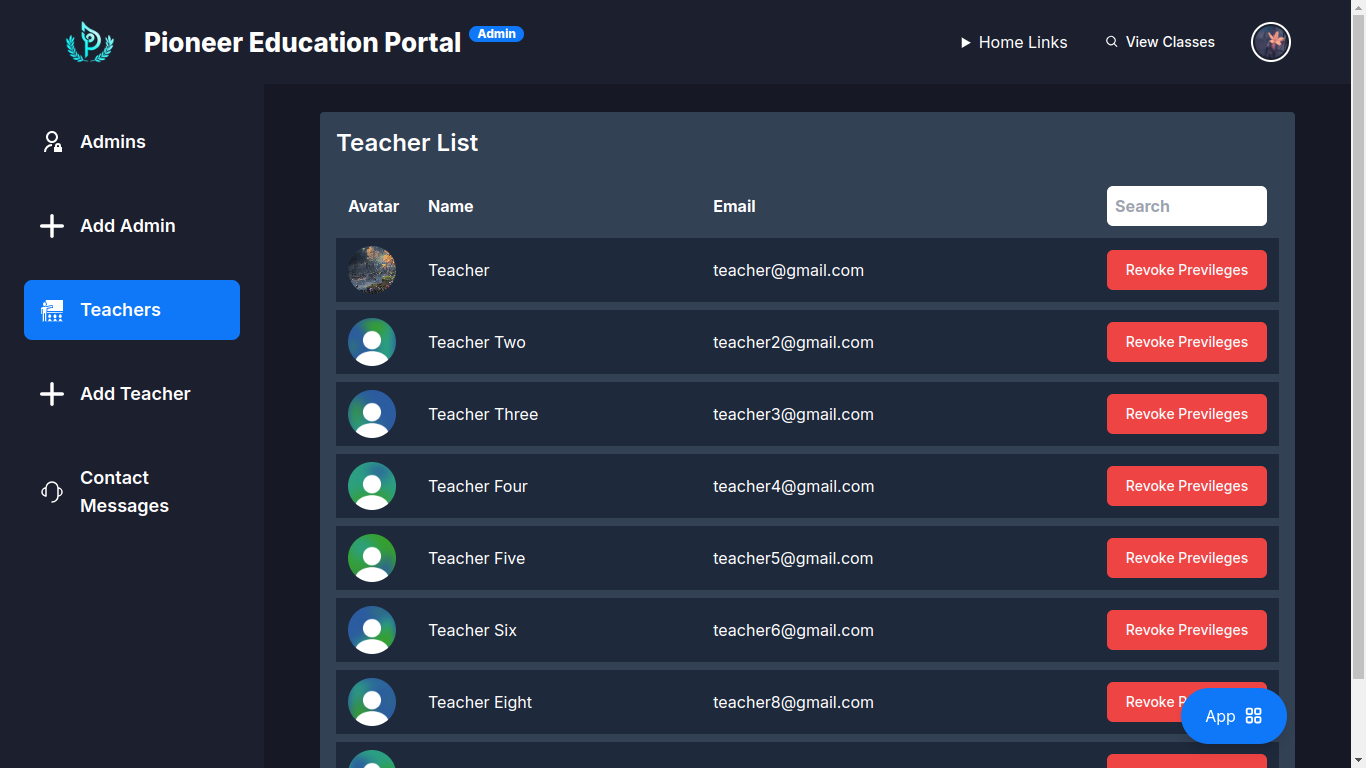 Pioneer Education Portal Admin
Home Links
View Classes
Admins
Add Admin
Teachers
Add Teacher
Contact
Messages
Teacher List
Avatar Name Email Search
Teacher teacher@gmail.com Revoke Previleges
Teacher Two teacher2@gmail.com Revoke Previleges
Teacher Three teacher3@gmail.com Revoke Previleges
Teacher Four teacher4@gmail.com Revoke Previleges
Teacher Five teacher5@gmail.com Revoke Previleges
Teacher Six teacher6@gmail.com Revoke Previleges
Teacher Eight teacher8@gmail.com Revoke
App